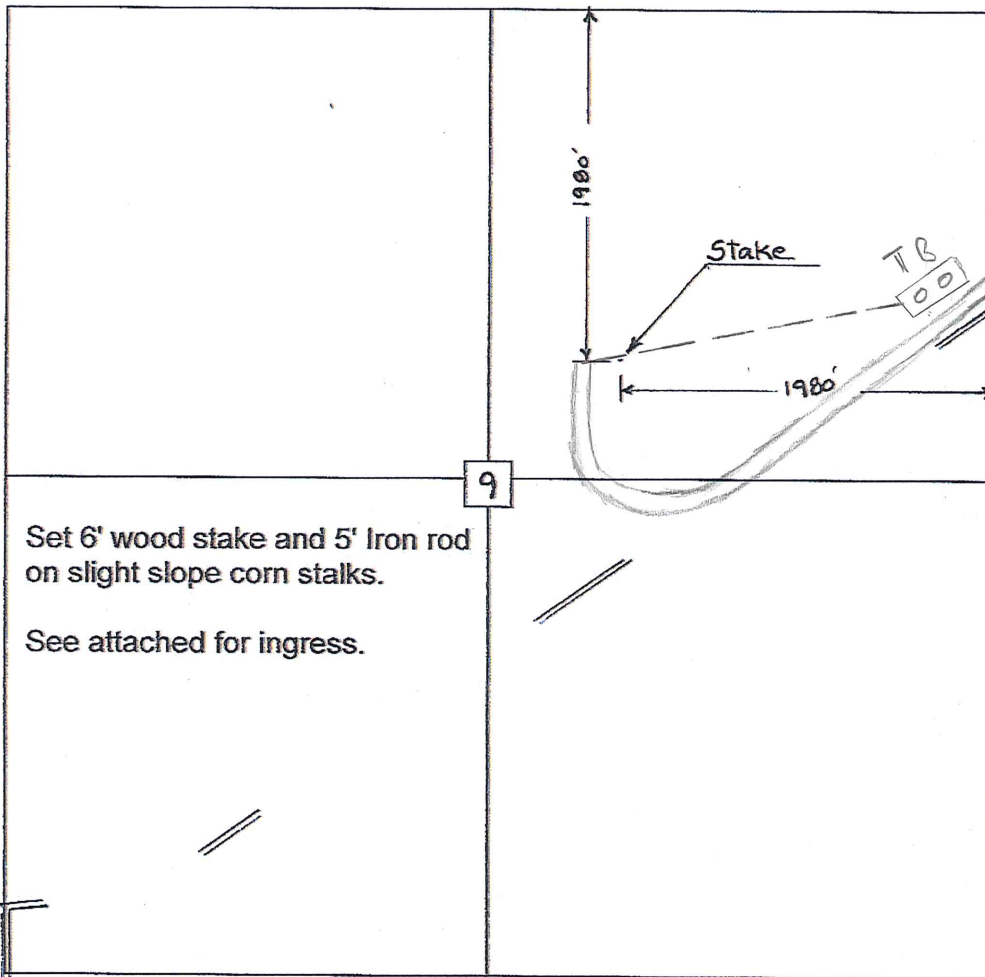 1980'
Stake
TB
1980'
9
Set 6' wood stake and 5' Iron rod
on slight slope corn stalks.
See attached for ingress.